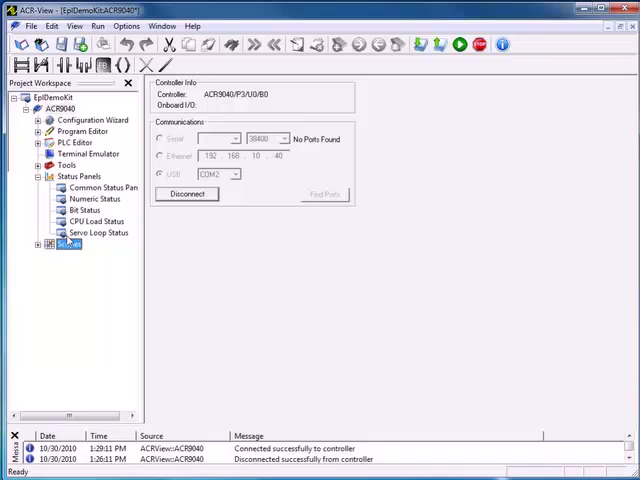 ACR-View - [EplDemoKit:ACR9040*]
File Edit View Run Options Window Help
Project Workspace
EplDemoKit
ACR9040
Configuration Wizard
Program Editor
PLC Editor
Terminal Emulator
Tools
Status Panels
Common Status Pan
Numeric Status
Bit Status
CPU Load Status
Servo Loop Status
Controller Info
Controller: ACR9040/P3/U0/B0
Onboard I/O:
Communications
Serial 38400 No Ports Found
Ethernet 192 . 168 . 10 . 40
USB COM2
Disconnect Find Ports
Date Time Source Message
10/30/2010 1:29:11 PM ACRView::ACR9040 Connected successfully to controller
10/30/2010 1:26:11 PM ACRView::ACR9040 Disconnected successfully from controller
Messa
Ready